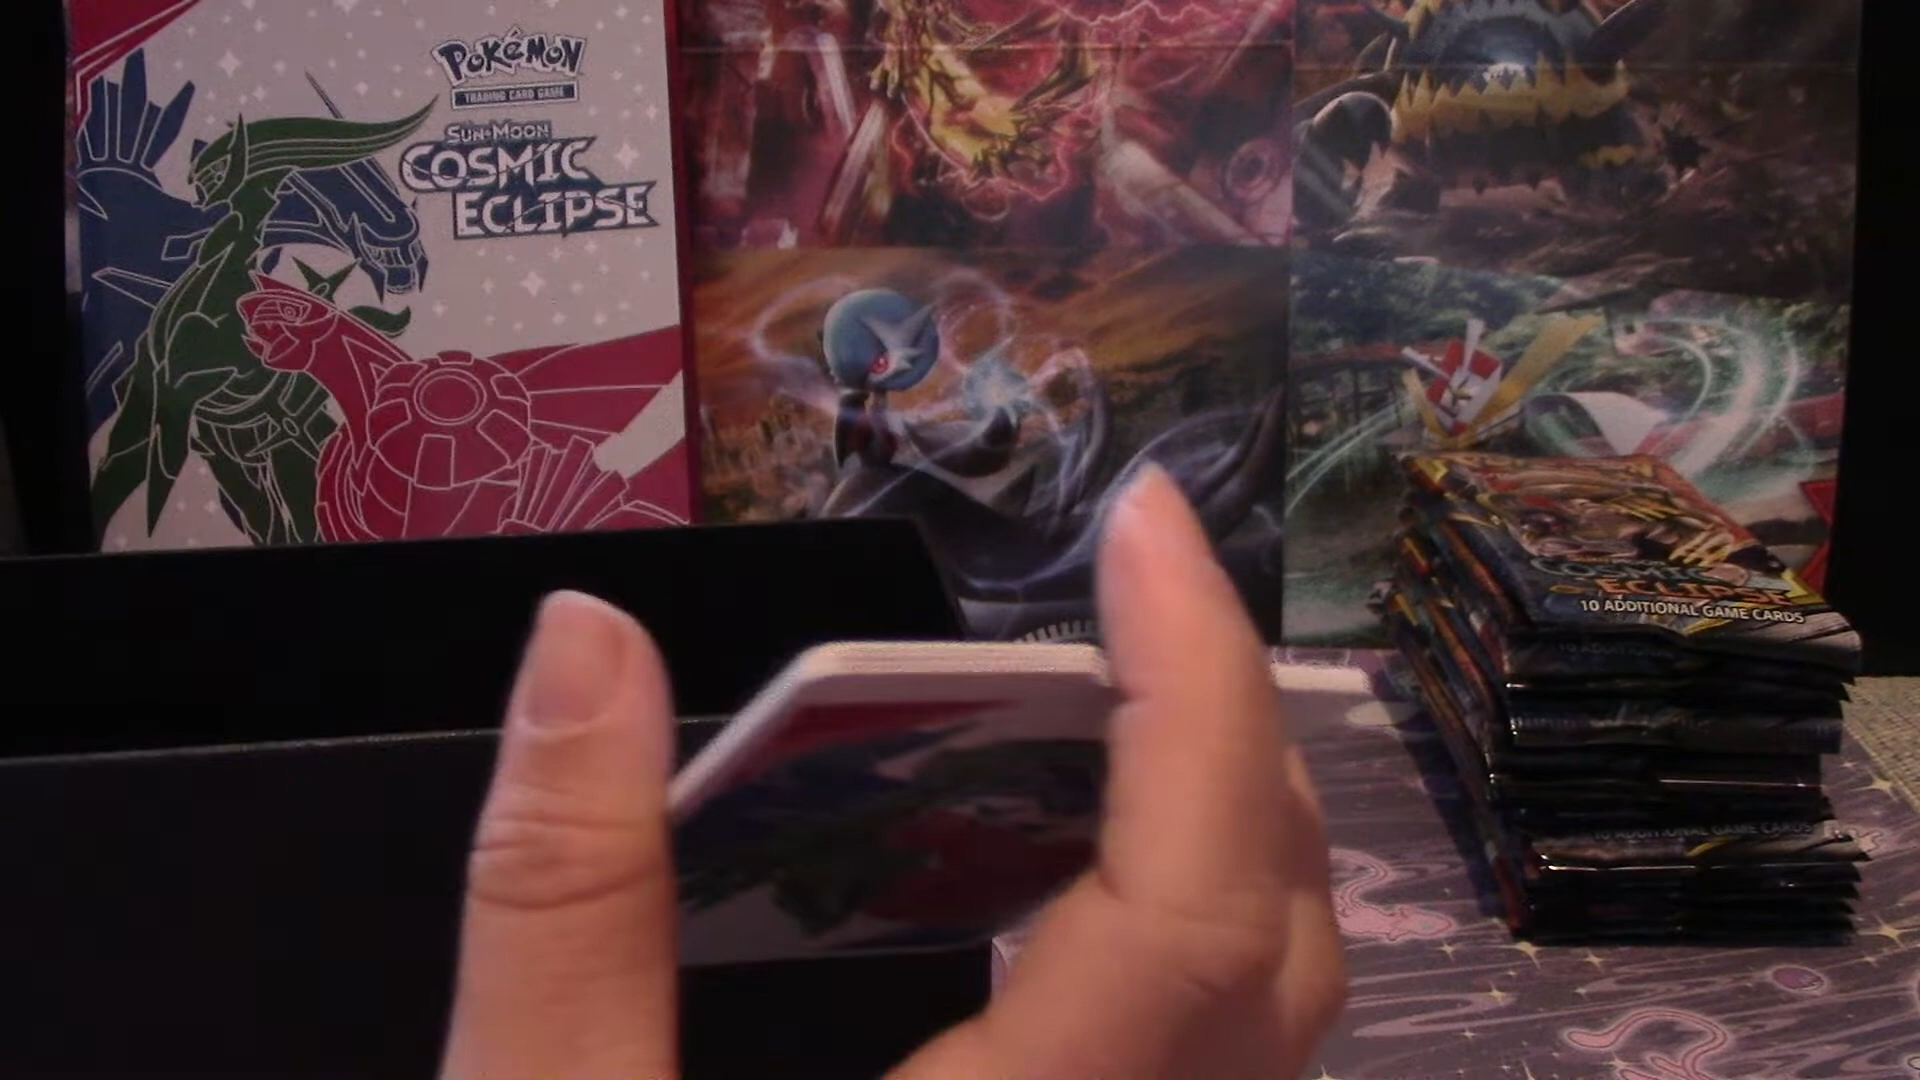 POKéMON
TRADING CARD GAME
SUN & MOON
COSMIC
ECLIPSE
COSMIC
ECLIPSE
10 ADDITIONAL GAME CARDS
10 ADDITIONAL GAME CARDS